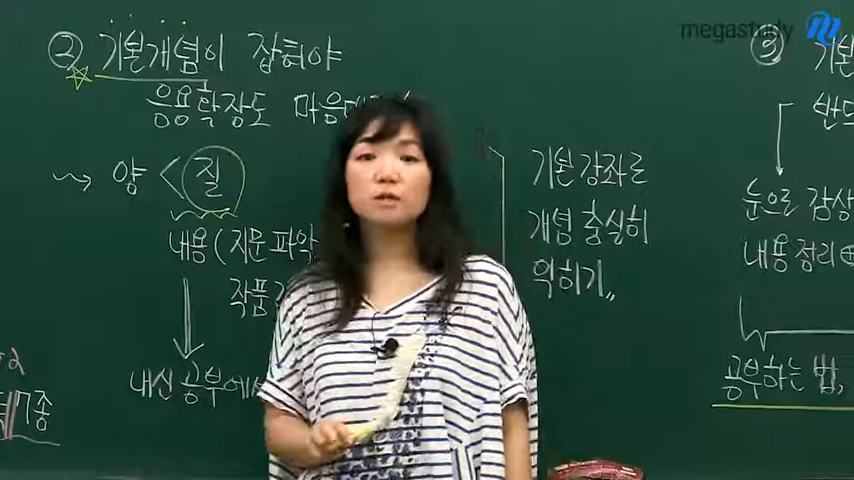 megastudy
② 기본개념이 잡혀야
응용확장도 마음
→ 양 < 질
내용 (지문 파악
작품
내신 공부에
기본강좌로
개념 충실히
익히기.
③ 기본
반드
눈으로 감상
내용정리 ⊕
공부하는 법,
기종